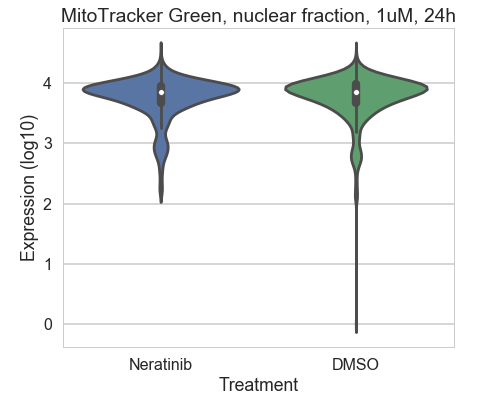 MitoTracker Green, nuclear fraction, 1uM, 24h
Expression (log10)
4
3
2
1
0
Neratinib DMSO
Treatment